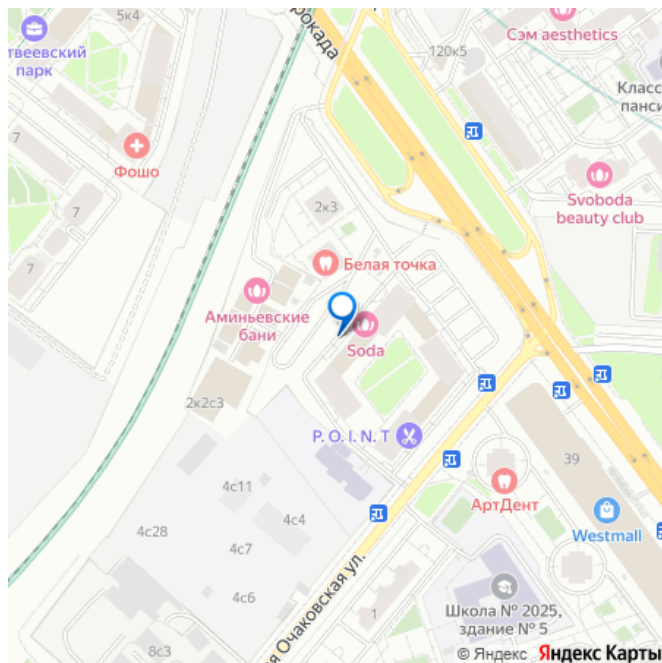 5к4
твеевский
парк
рокада
120к5
Сэм aesthetics
Класс
панси
7
Фошо
7
7
2к3
Svoboda
beauty club
Белая точка
Аминьевские
бани
Soda
2к2с3
P. O. I. N. T
39
АртДент
Westmall
4с11
4с4
4с28
4с7
4с6
8с3
я Очаковская ул.
1
Школа № 2025,
здание № 5
© Яндекс Яндекс Карты